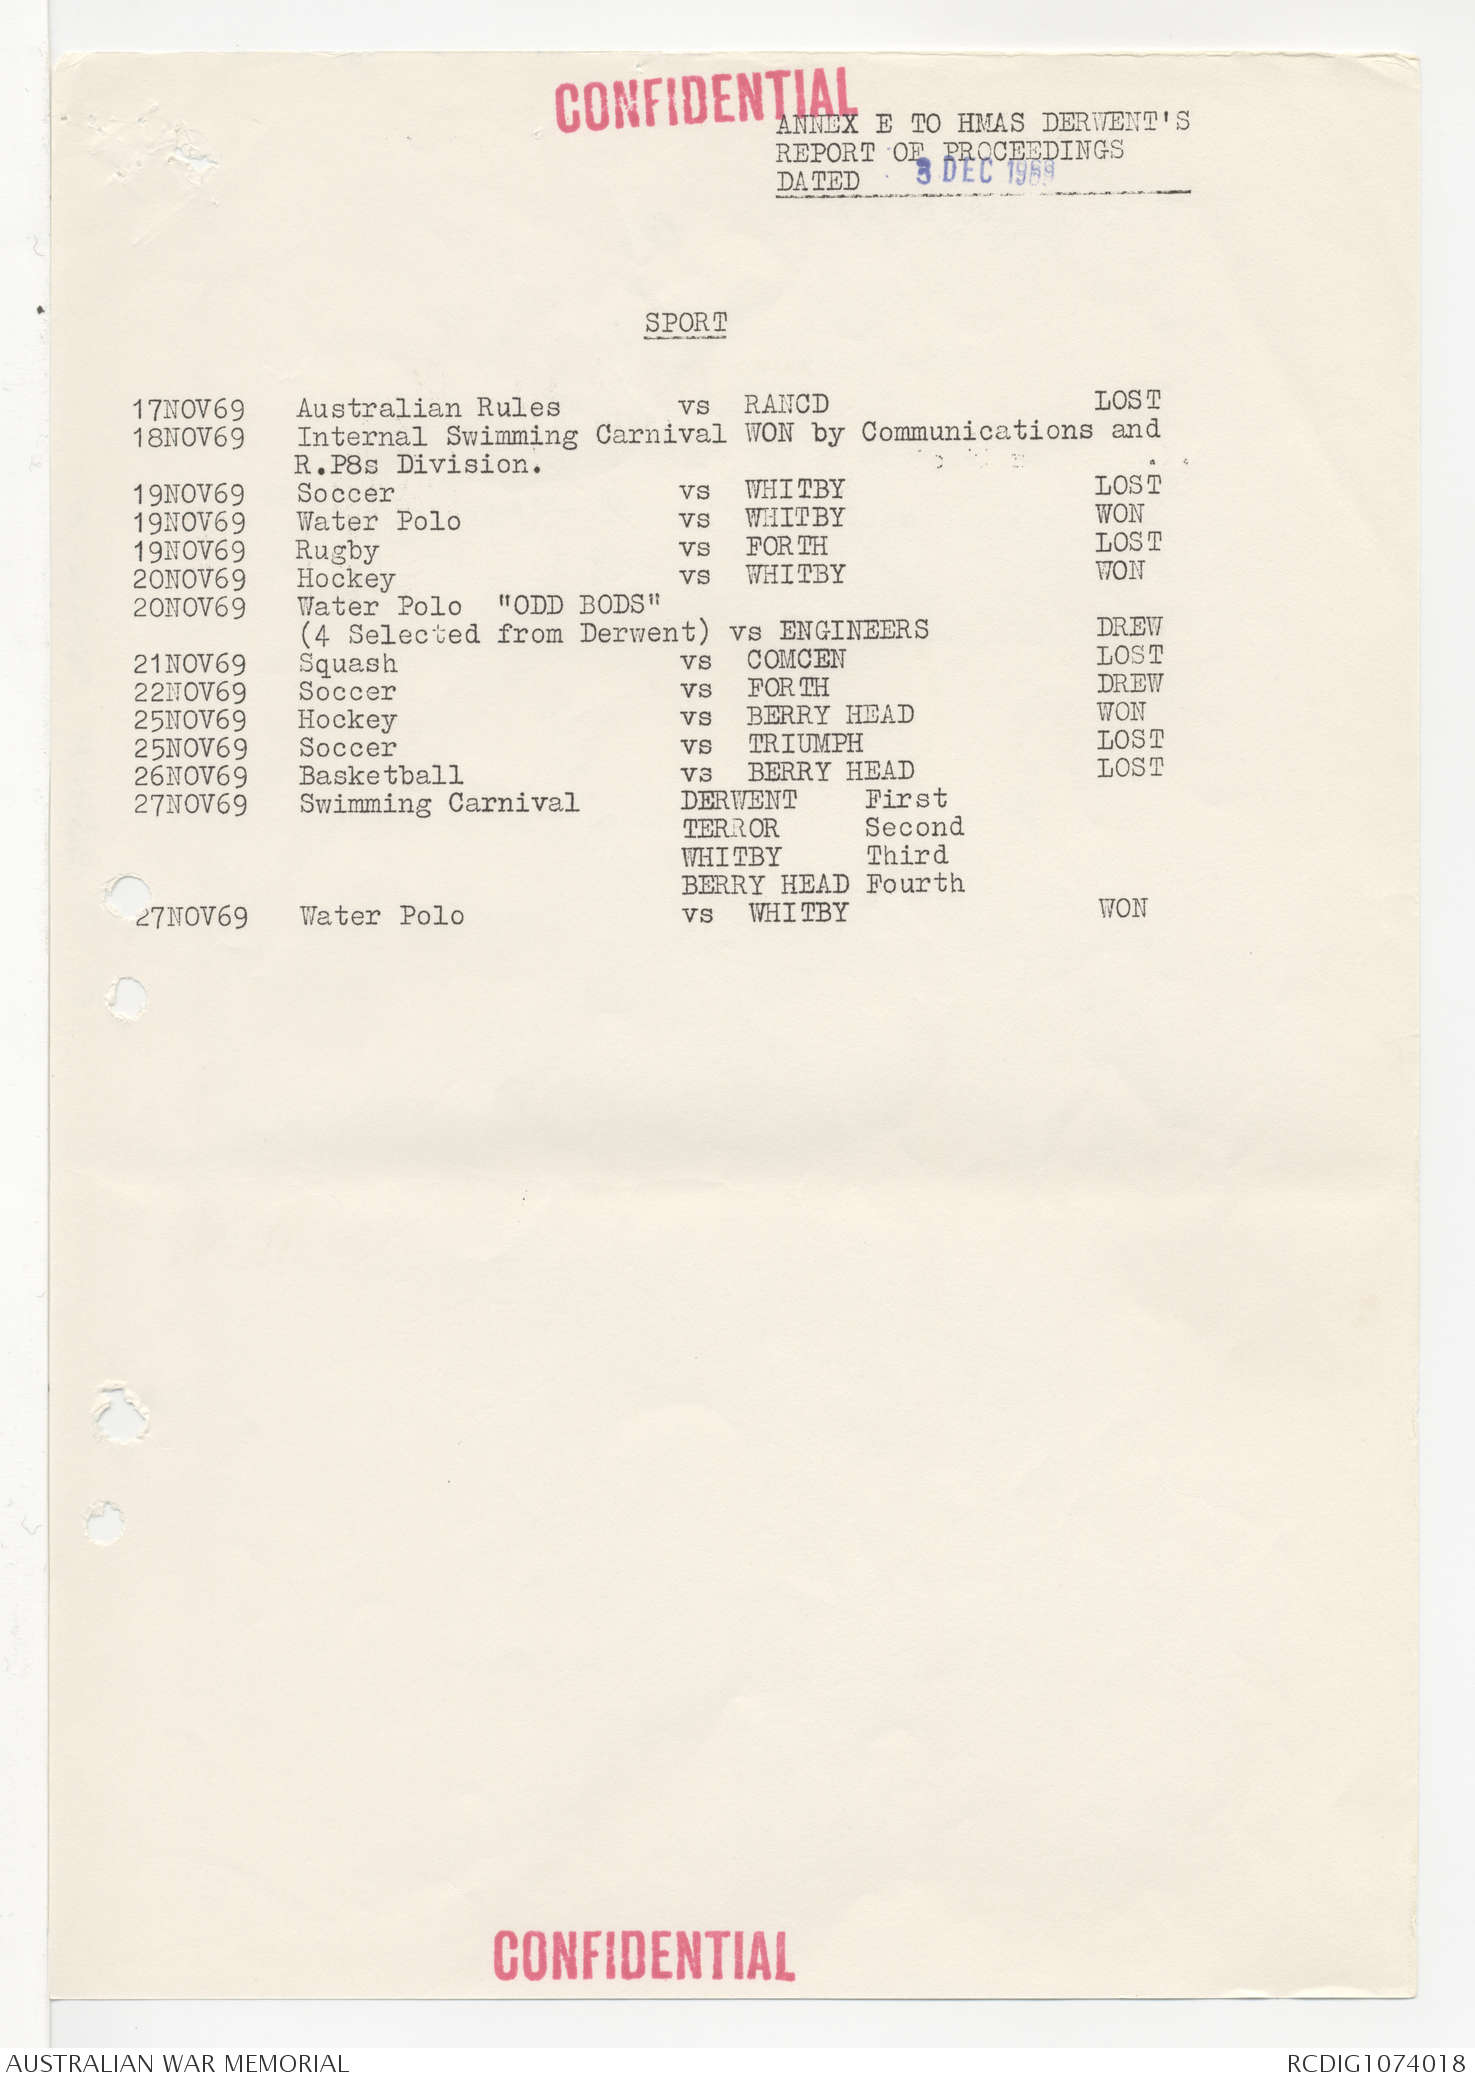 CONFIDENTIAL
ANNEX E TO HMAS DERWENT'S
REPORT OF PROCEEDINGS
DATED 3 DEC 1969
SPORT
17NOV69 Australian Rules vs RANCD LOST
18NOV69 Internal Swimming Carnival WON by Communications and
R.P8s Division.
19NOV69 Soccer vs WHITBY LOST
19NOV69 Water Polo vs WHITBY WON
19NOV69 Rugby vs FORTH LOST
20NOV69 Hockey vs WHITBY WON
20NOV69 Water Polo "ODD BODS"
(4 Selected from Derwent) vs ENGINEERS DREW
21NOV69 Squash vs COMCEN LOST
22NOV69 Soccer vs FORTH DREW
25NOV69 Hockey vs BERRY HEAD WON
25NOV69 Soccer vs TRIUMPH LOST
26NOV69 Basketball vs BERRY HEAD LOST
27NOV69 Swimming Carnival DERWENT First
TERROR Second
WHITBY Third
BERRY HEAD Fourth
27NOV69 Water Polo vs WHITBY WON
CONFIDENTIAL
AUSTRALIAN WAR MEMORIAL RCDIG1074018